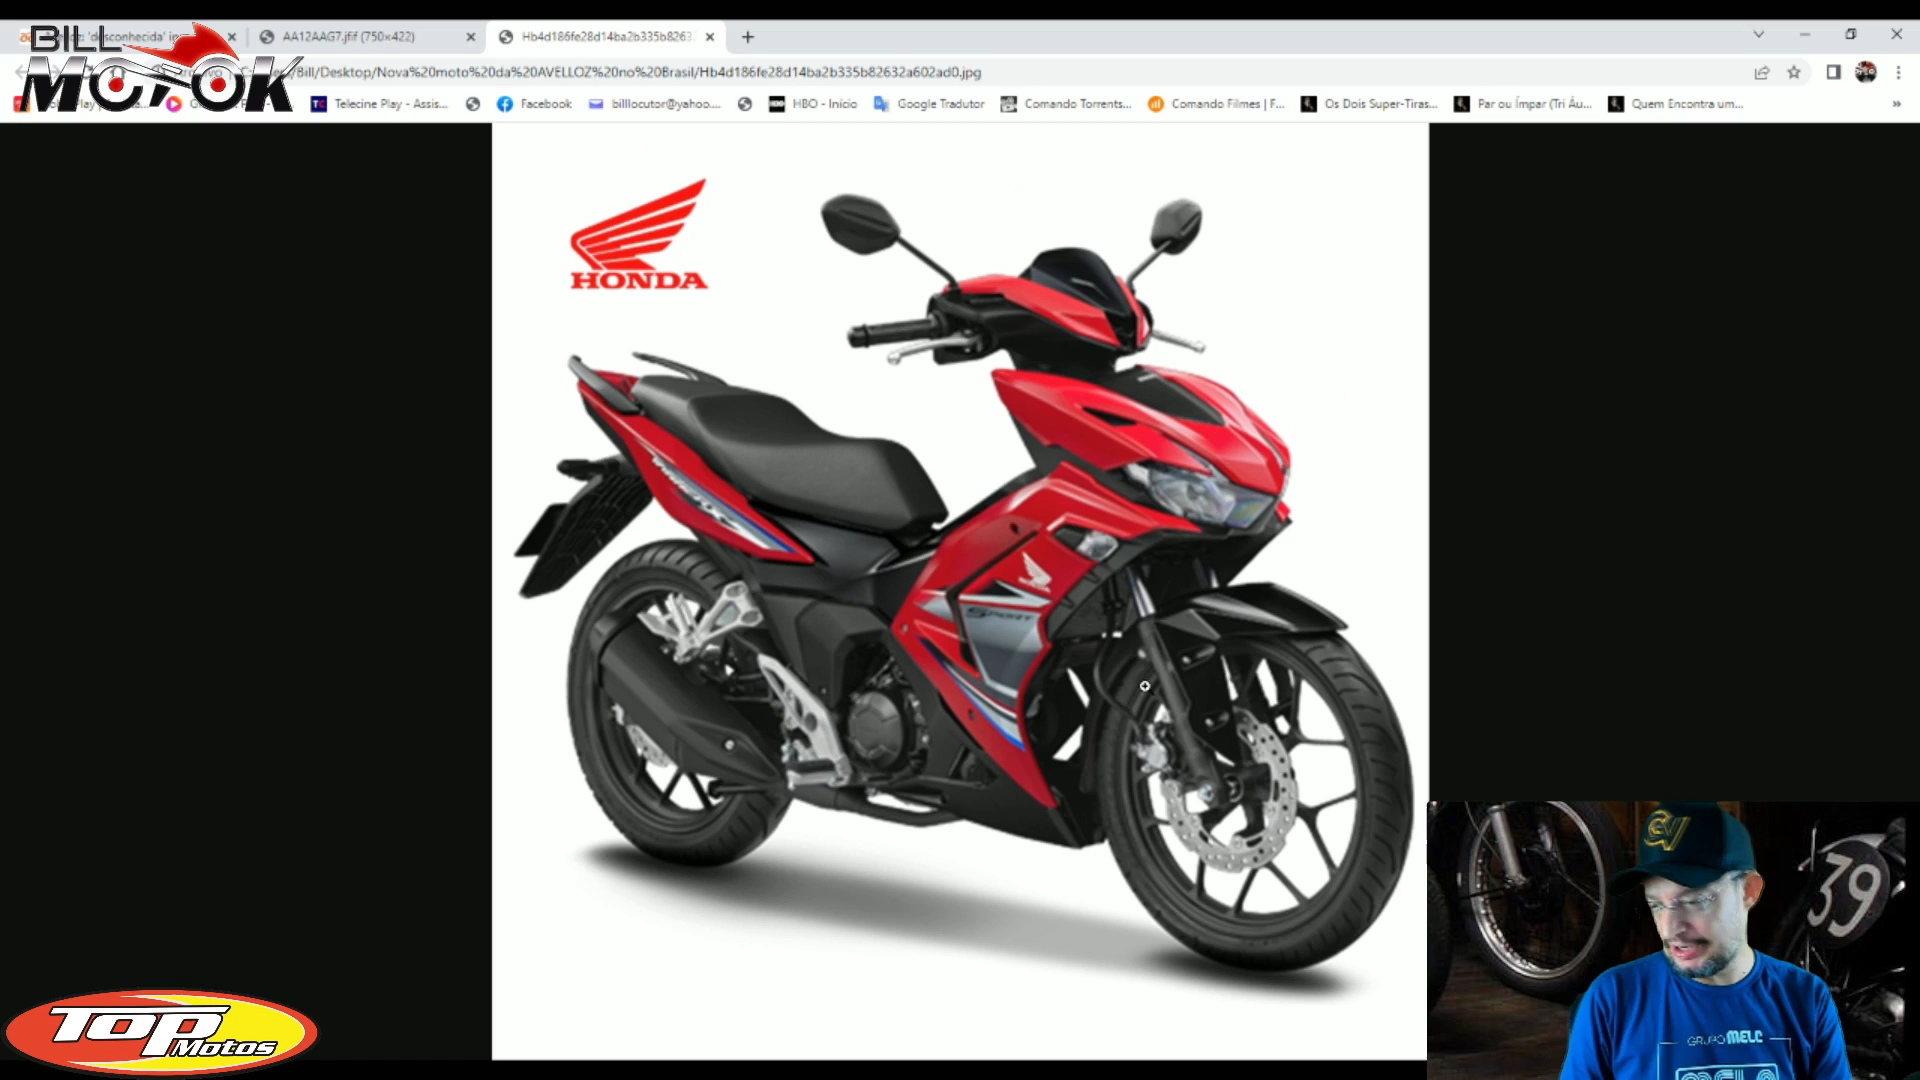 BILL
MOTOK
TOP
Motos
'desconhecida'
AA12AAG7.jfif (750×422)
Hb4d186fe28d14ba2b335b8263
/Bill/Desktop/Nova%20moto%20da%20AVELLOZ%20no%20Brasil/Hb4d186fe28d14ba2b335b82632a602ad0.jpg
Telecine Play - Assis...
Facebook
billlocutor@yahoo....
HBO - Início
Google Tradutor
Comando Torrents...
Comando Filmes | F...
Os Dois Super-Tiras...
Par ou Ímpar (Tri Áu...
Quem Encontra um...
HONDA
SPORT
39
GRUPO MELC